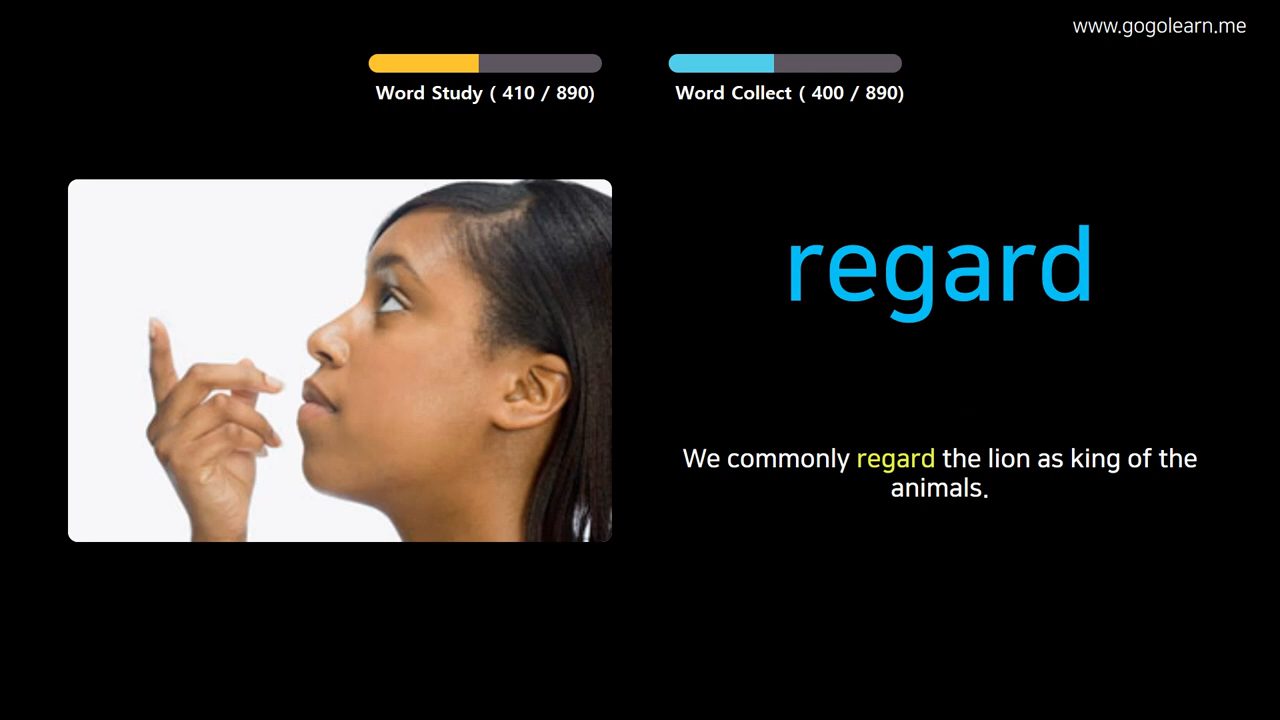 www.gogolearn.me
Word Study ( 410 / 890)
Word Collect ( 400 / 890)
regard
We commonly regard the lion as king of the
animals.